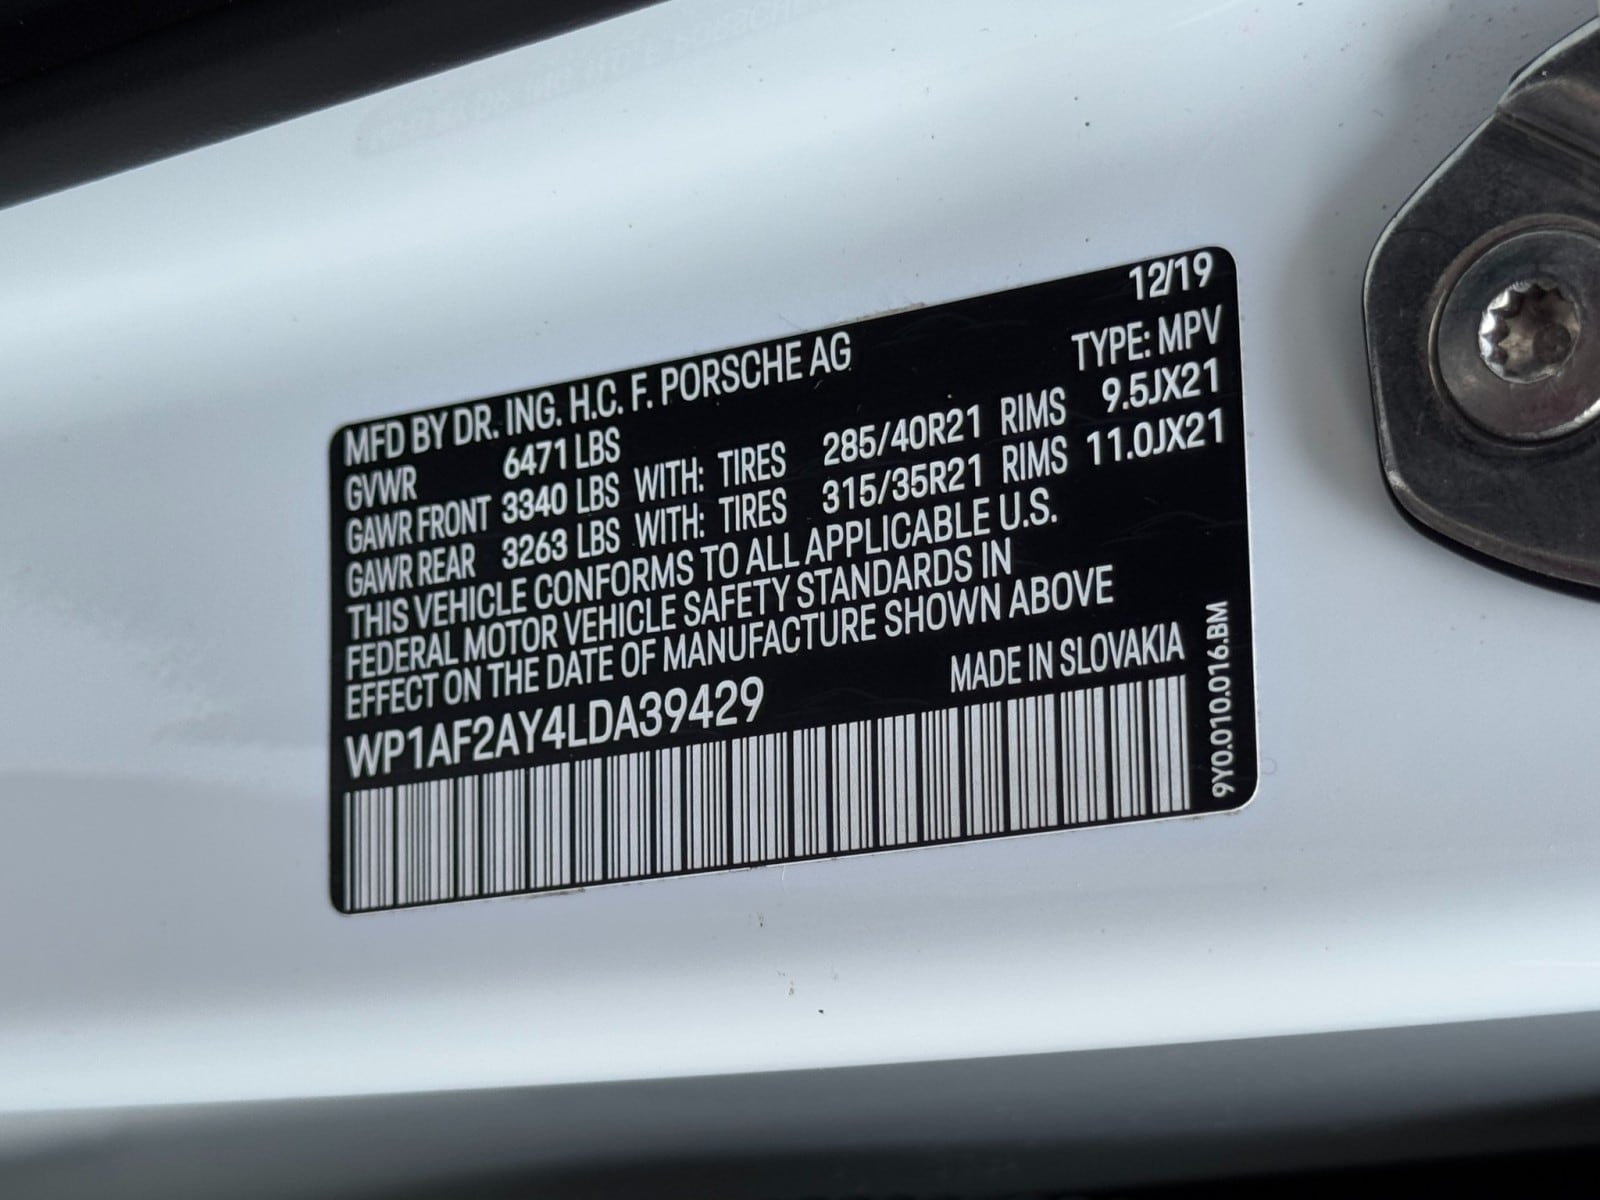 12/19
MFD BY DR. ING. H.C. F. PORSCHE AG TYPE: MPV
GVWR 6471 LBS
GAWR FRONT 3340 LBS WITH: TIRES 285/40R21 RIMS 9.5JX21
GAWR REAR 3263 LBS WITH: TIRES 315/35R21 RIMS 11.0JX21
THIS VEHICLE CONFORMS TO ALL APPLICABLE U.S.
FEDERAL MOTOR VEHICLE SAFETY STANDARDS IN
EFFECT ON THE DATE OF MANUFACTURE SHOWN ABOVE
MADE IN SLOVAKIA
WP1AF2AY4LDA39429
9Y0.010.016.BM